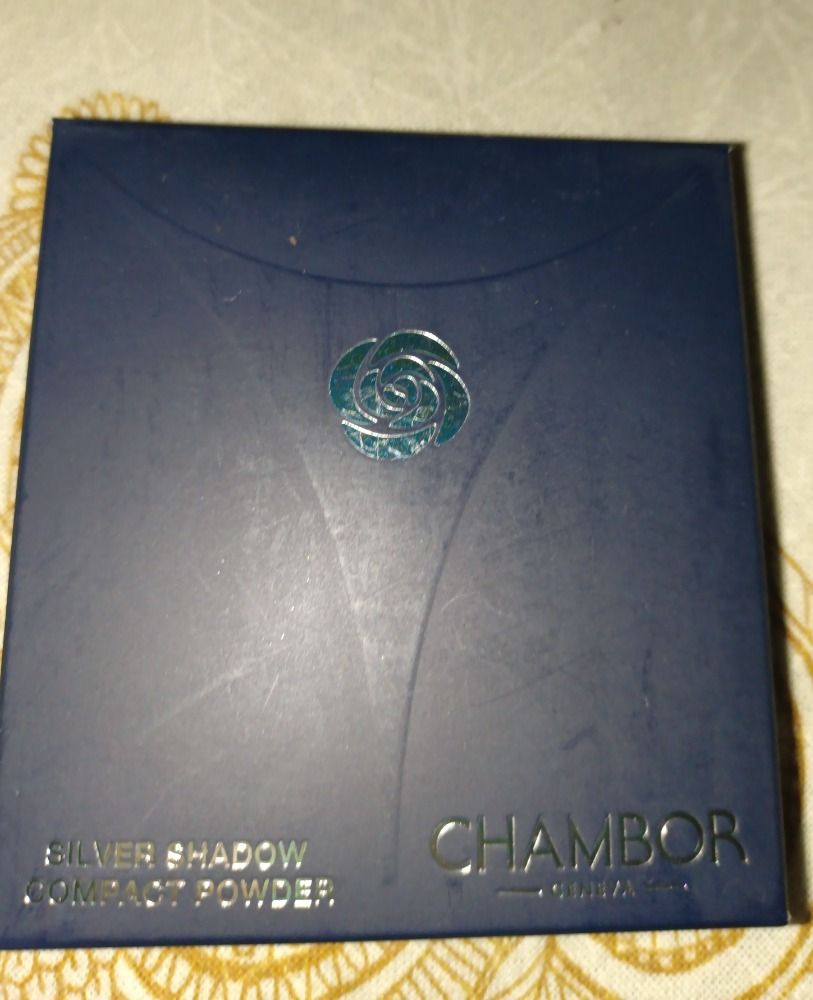 SILVER SHADOW
COMPACT POWDER
CHAMBOR
GENEVA